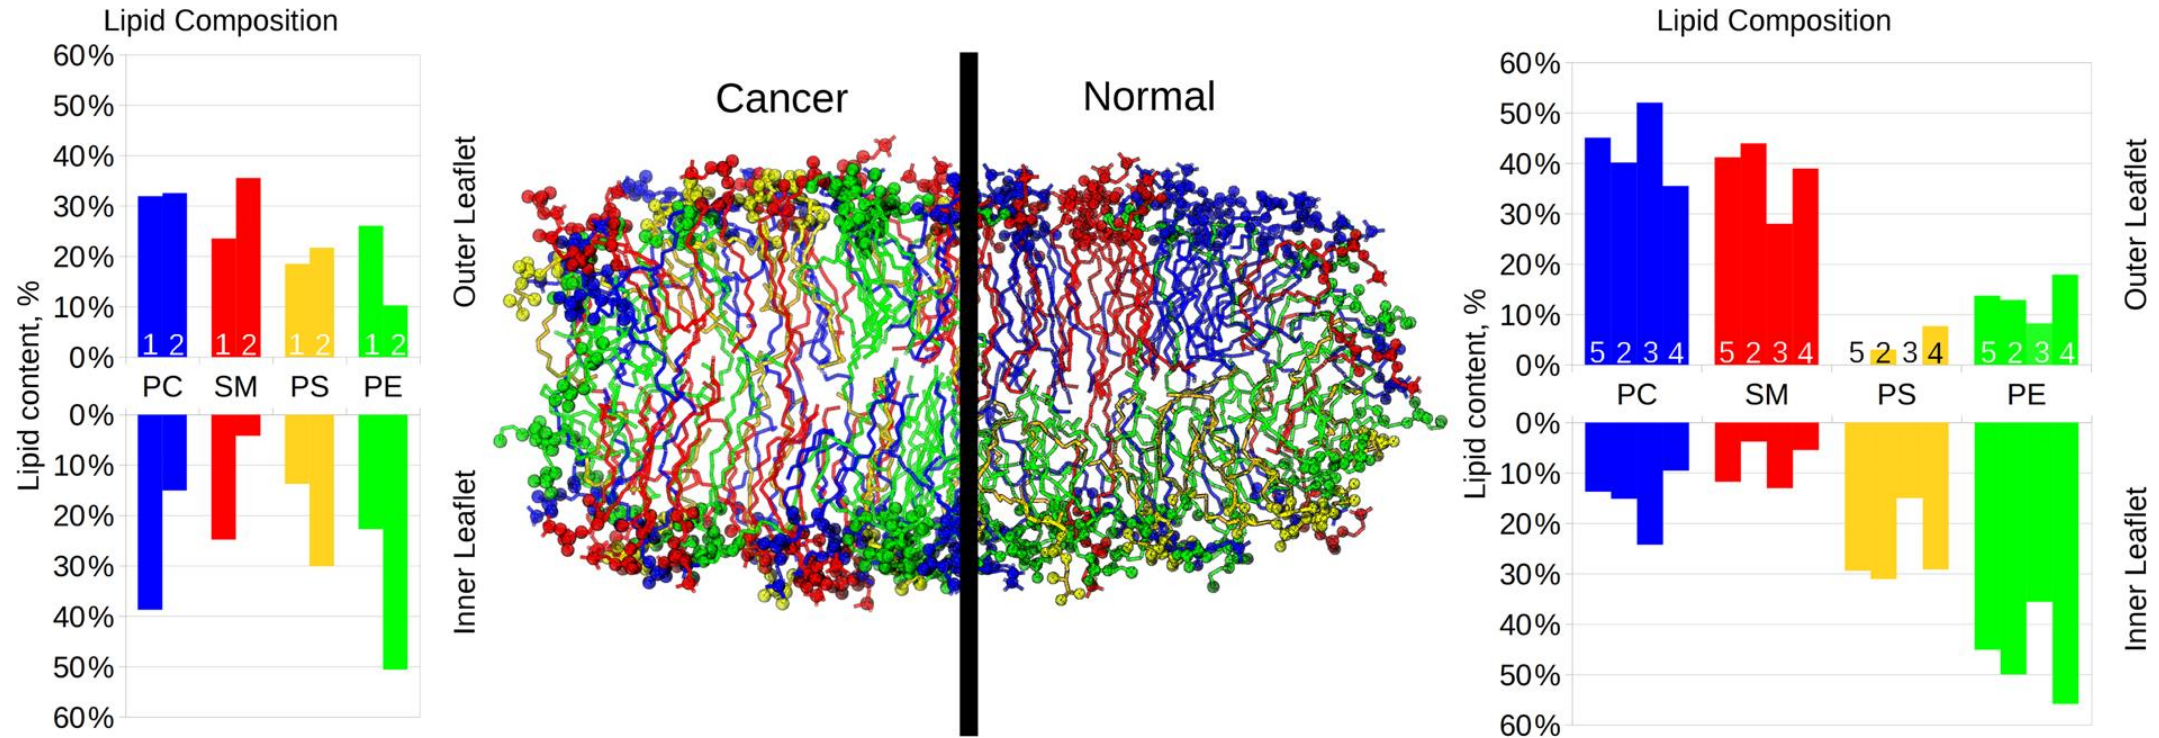 Lipid Composition
60%
50%
40%
30%
20%
10%
0%
1 2 1 2 1 2 1 2
PC SM PS PE
0%
10%
20%
30%
40%
50%
60%
Lipid content, %
Outer Leaflet
Inner Leaflet
Cancer
Normal
Lipid Composition
60%
50%
40%
30%
20%
10%
0%
5 2 3 4 5 2 3 4 5 2 3 4 5 2 3 4
PC SM PS PE
0%
10%
20%
30%
40%
50%
60%
Lipid content, %
Outer Leaflet
Inner Leaflet